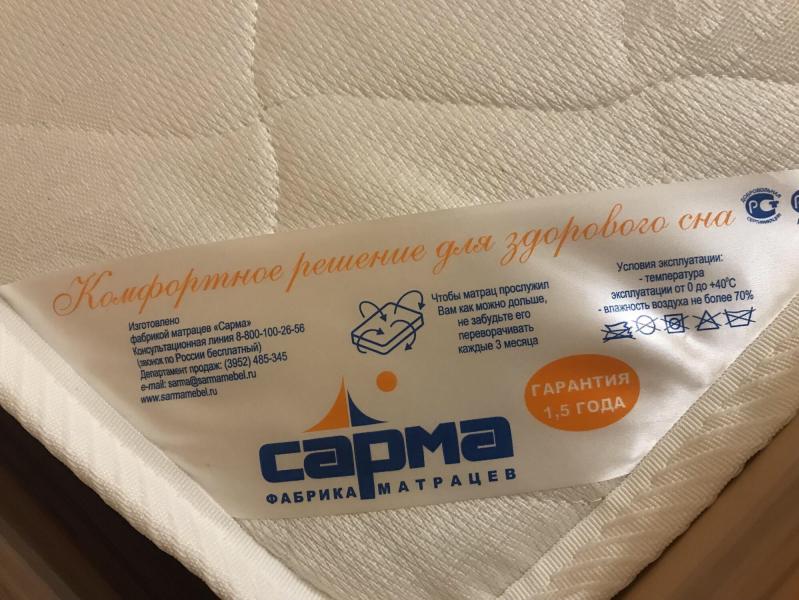 Комфортное решение для здорового сна
ДОБРОВОЛЬНАЯ
РСТ
СЕРТИФИКАЦИЯ
Изготовлено
фабрикой матрацев «Сарма»
Консультационная линия 8-800-100-26-56
(звонок по России бесплатный)
Департамент продаж: (3952) 485-345
e-mail: sarma@sarmamebel.ru
www.sarmamebel.ru
Чтобы матрац прослужил
Вам как можно дольше,
не забудьте его
переворачивать
каждые 3 месяца
Условия эксплуатации:
- температура
эксплуатации от 0 до +40°С
- влажность воздуха не более 70%
ГАРАНТИЯ
1,5 ГОДА
сарма
ФАБРИКА МАТРАЦЕВ